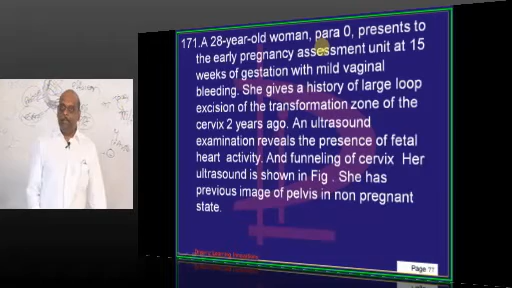 171.A 28-year-old woman, para 0, presents to
the early pregnancy assessment unit at 15
weeks of gestation with mild vaginal
bleeding. She gives a history of large loop
excision of the transformation zone of the
cervix 2 years ago. An ultrasound
examination reveals the presence of fetal
heart activity. And funneling of cervix Her
ultrasound is shown in Fig . She has
previous image of pelvis in non pregnant
state.
Page ??